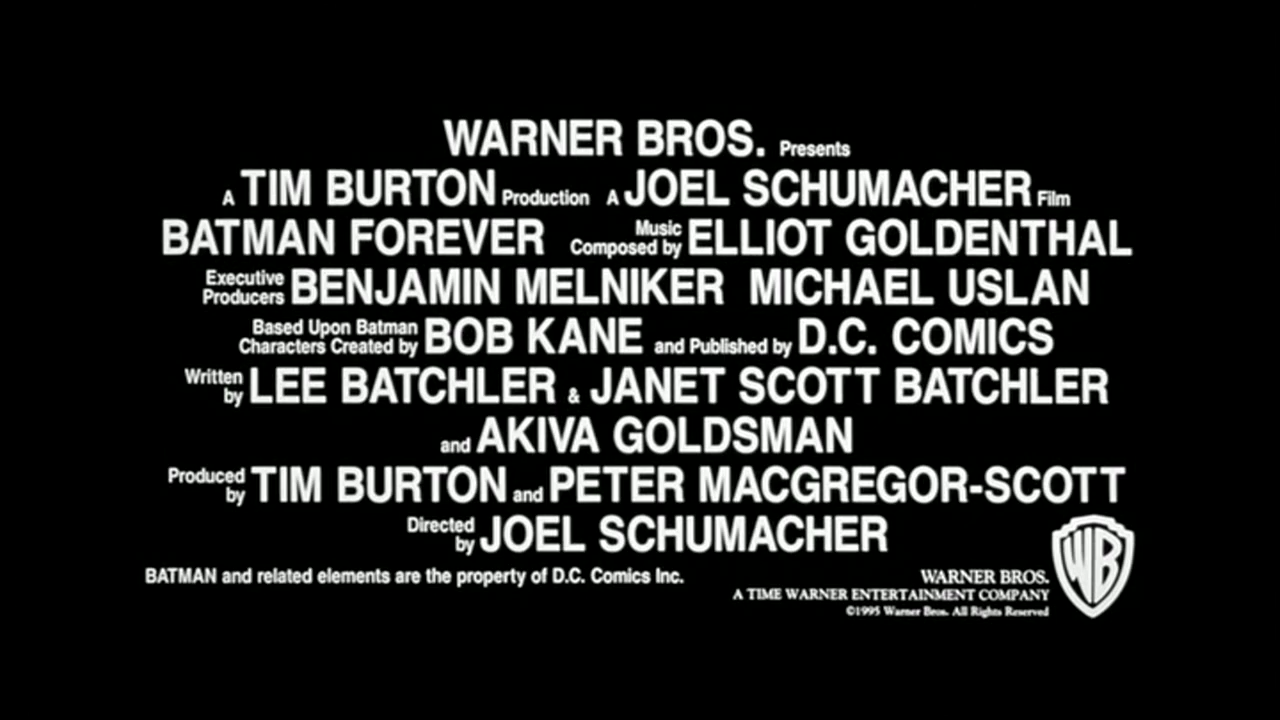 WARNER BROS. Presents
A TIM BURTON Production A JOEL SCHUMACHER Film
BATMAN FOREVER Music Composed by ELLIOT GOLDENTHAL
Executive Producers BENJAMIN MELNIKER MICHAEL USLAN
Based Upon Batman Characters Created by BOB KANE and Published by D.C. COMICS
Written by LEE BATCHLER & JANET SCOTT BATCHLER
and AKIVA GOLDSMAN
Produced by TIM BURTON and PETER MACGREGOR-SCOTT
Directed by JOEL SCHUMACHER
BATMAN and related elements are the property of D.C. Comics Inc.
WARNER BROS.
A TIME WARNER ENTERTAINMENT COMPANY
©1995 Warner Bros. All Rights Reserved
WB